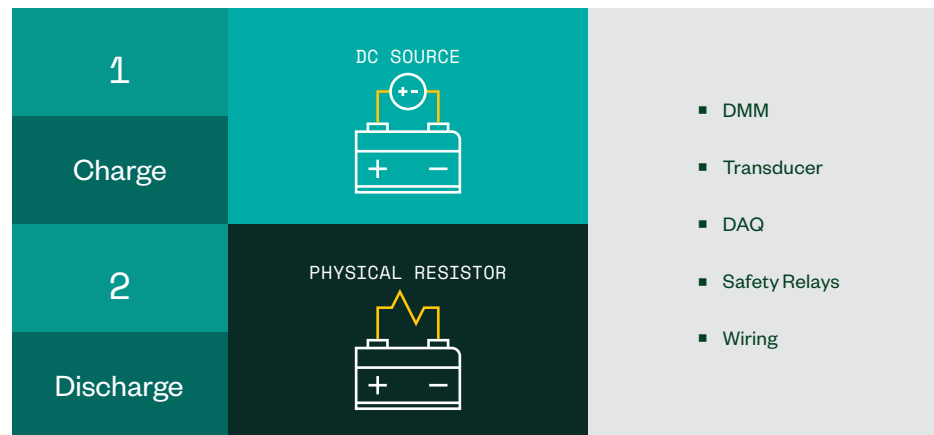 1
Charge
DC SOURCE
+-
+ −
2
Discharge
PHYSICAL RESISTOR
+ −
▪ DMM
▪ Transducer
▪ DAQ
▪ Safety Relays
▪ Wiring